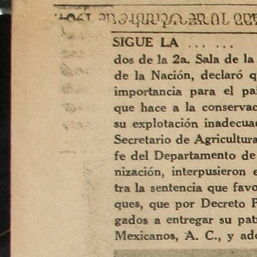 SIGUE LA ... ...
dos de la 2a. Sala de la
de la Nación, declaró q
importancia para el pa
que hace a la conservac
su explotación inadecua
Secretario de Agricultura
fe del Departamento de
nización, interpusieron e
tra la sentencia que favo
ques, que por Decreto P
gados a entregar su pat
Mexicanos, A. C., y ade